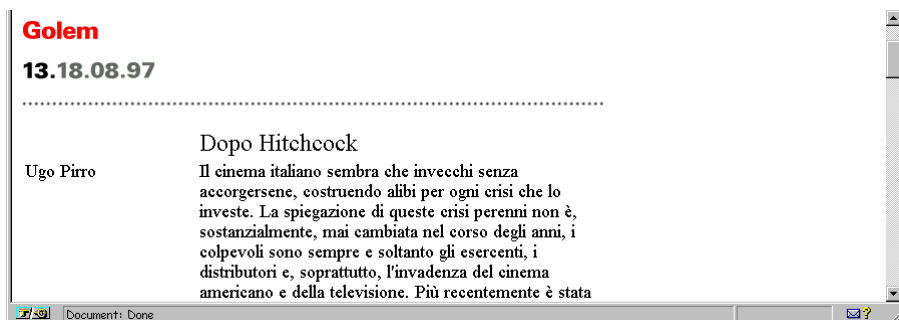 Golem
13.18.08.97
Dopo Hitchcock
Ugo Pirro
Il cinema italiano sembra che invecchi senza
accorgersene, costruendo alibi per ogni crisi che lo
investe. La spiegazione di queste crisi perenni non è,
sostanzialmente, mai cambiata nel corso degli anni, i
colpevoli sono sempre e soltanto gli esercenti, i
distributori e, soprattutto, l'invadenza del cinema
americano e della televisione. Più recentemente è stata
Document: Done